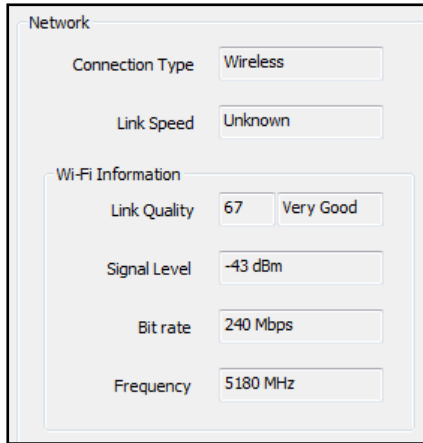 Network
Connection Type Wireless
Link Speed Unknown
Wi-Fi Information
Link Quality 67 Very Good
Signal Level -43 dBm
Bit rate 240 Mbps
Frequency 5180 MHz